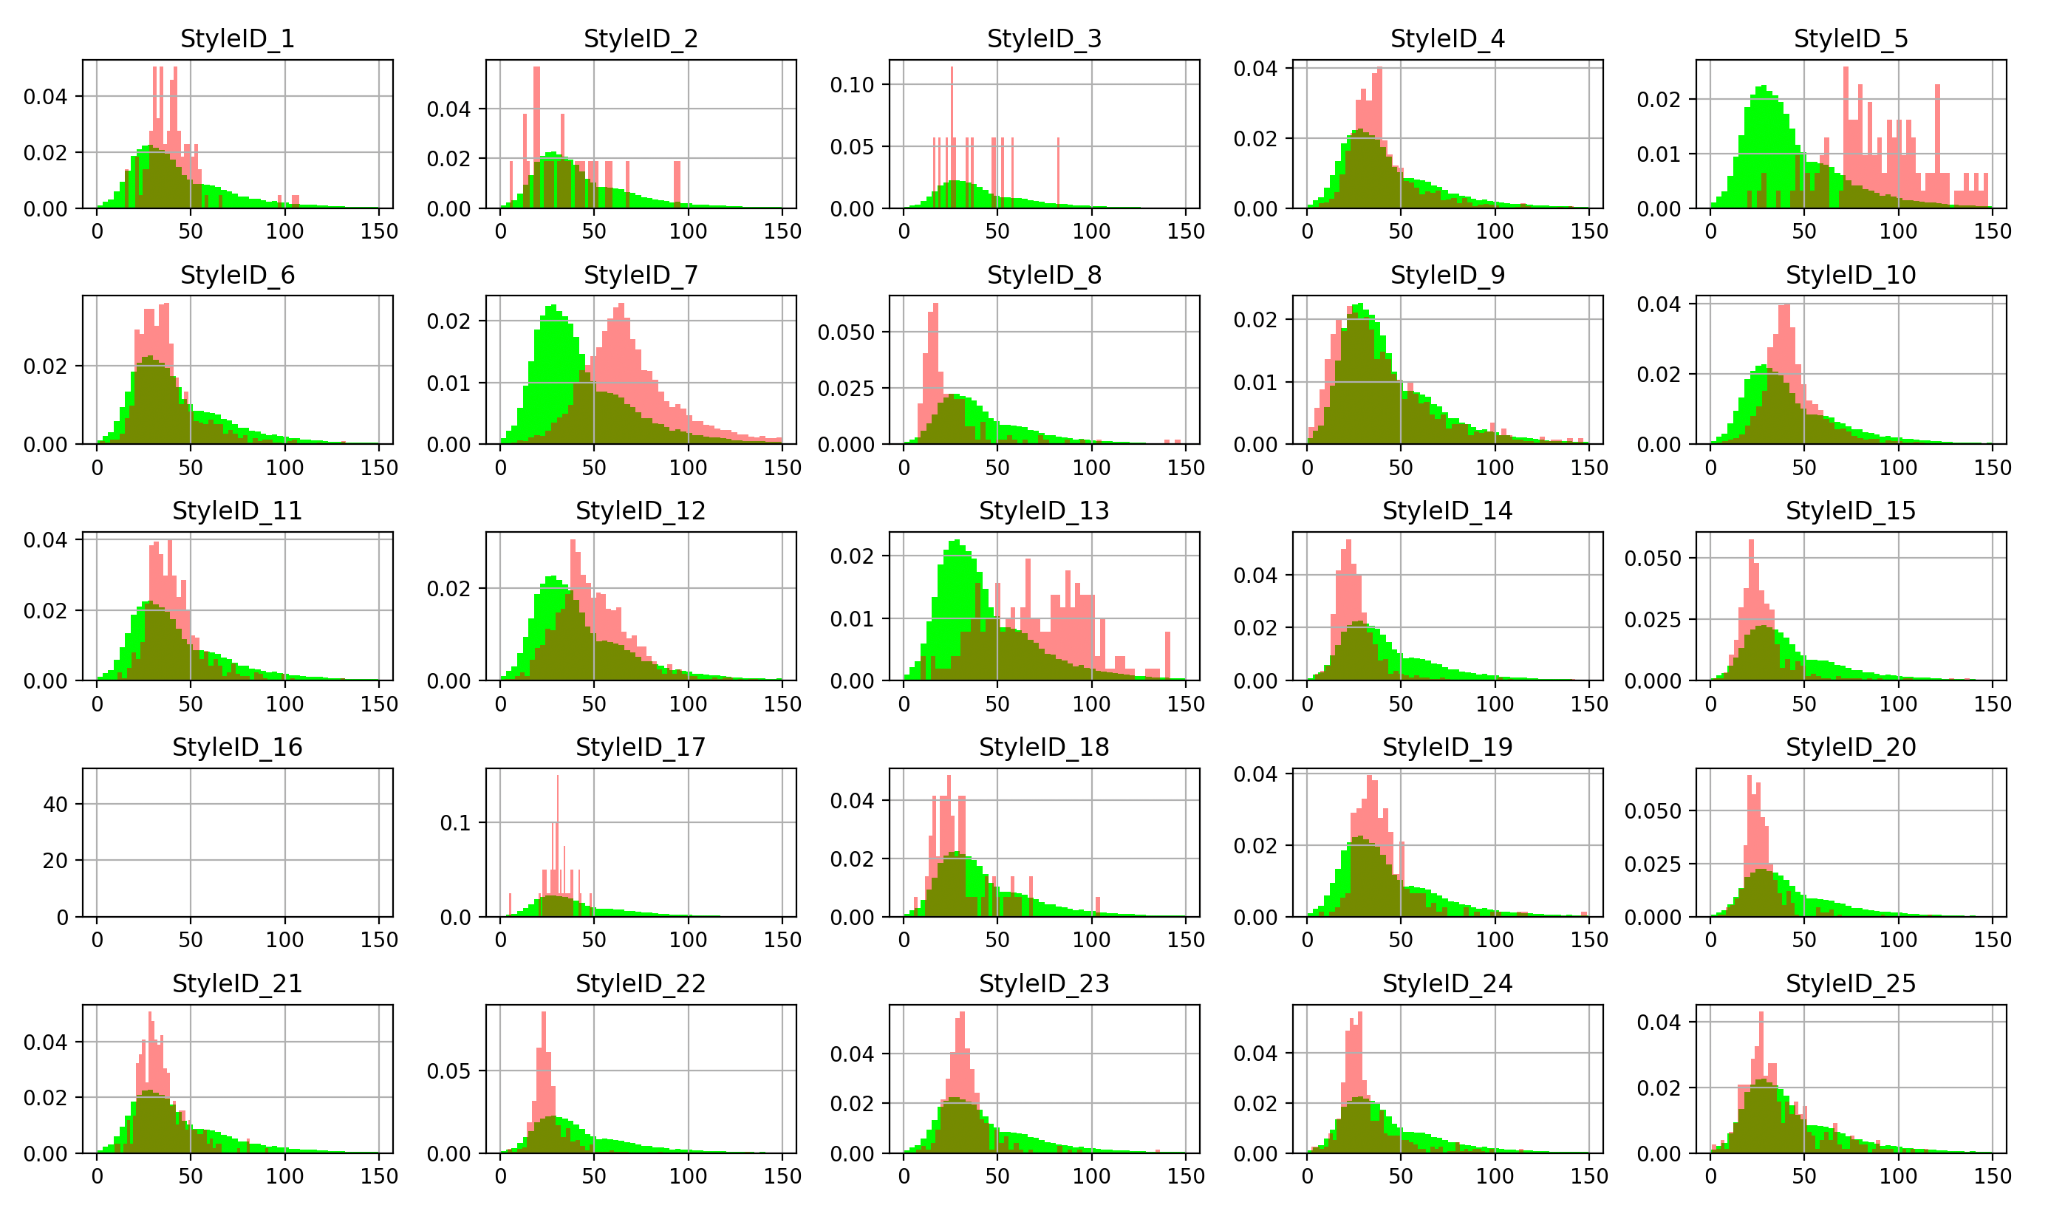 StyleID_1 StyleID_2 StyleID_3 StyleID_4 StyleID_5
0.04 0.02 0.00 0.04 0.02 0.00 0.10 0.05 0.00 0.04 0.02 0.00 0.02 0.01 0.00
0 50 100 150 0 50 100 150 0 50 100 150 0 50 100 150 0 50 100 150
StyleID_6 StyleID_7 StyleID_8 StyleID_9 StyleID_10
0.02 0.00 0.02 0.01 0.00 0.050 0.025 0.000 0.02 0.01 0.00 0.04 0.02 0.00
0 50 100 150 0 50 100 150 0 50 100 150 0 50 100 150 0 50 100 150
StyleID_11 StyleID_12 StyleID_13 StyleID_14 StyleID_15
0.04 0.02 0.00 0.02 0.00 0.02 0.01 0.00 0.04 0.02 0.00 0.050 0.025 0.000
0 50 100 150 0 50 100 150 0 50 100 150 0 50 100 150 0 50 100 150
StyleID_16 StyleID_17 StyleID_18 StyleID_19 StyleID_20
40 20 0 0.1 0.0 0.04 0.02 0.00 0.04 0.02 0.00 0.050 0.025 0.000
0 50 100 150 0 50 100 150 0 50 100 150 0 50 100 150 0 50 100 150
StyleID_21 StyleID_22 StyleID_23 StyleID_24 StyleID_25
0.04 0.02 0.00 0.05 0.00 0.04 0.02 0.00 0.04 0.02 0.00 0.04 0.02 0.00
0 50 100 150 0 50 100 150 0 50 100 150 0 50 100 150 0 50 100 150